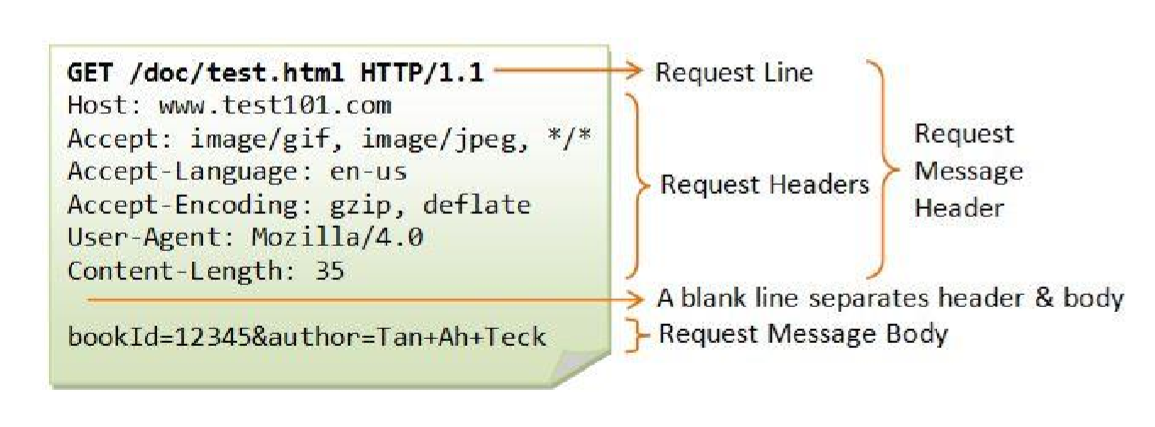 GET /doc/test.html HTTP/1.1
Request Line
Host: www.test101.com
Accept: image/gif, image/jpeg, */*
Accept-Language: en-us
Accept-Encoding: gzip, deflate
User-Agent: Mozilla/4.0
Content-Length: 35
Request Headers
Request
Message
Header
A blank line separates header & body
bookId=12345&author=Tan+Ah+Teck
Request Message Body